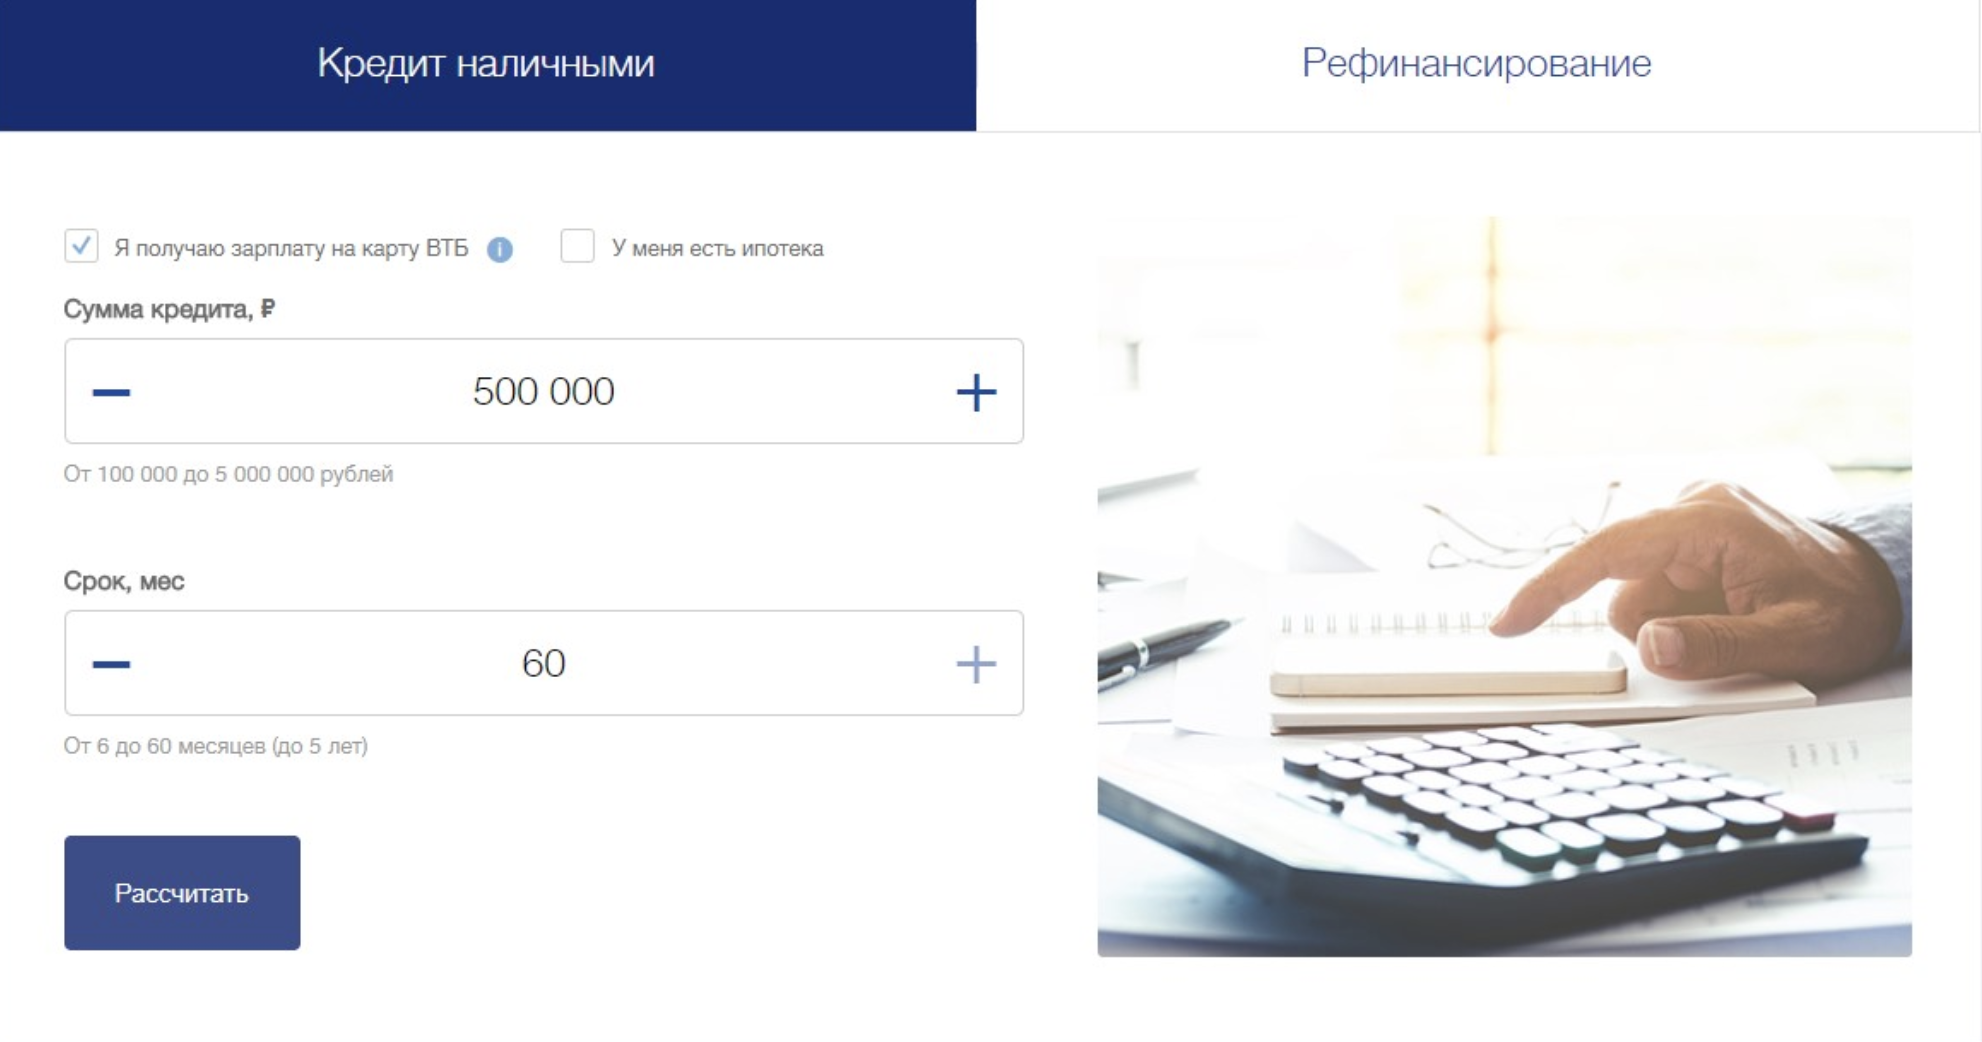 Кредит наличными
Рефинансирование
Я получаю зарплату на карту ВТБ i
У меня есть ипотека
Сумма кредита, ₽
− 500 000 +
От 100 000 до 5 000 000 рублей
Срок, мес
− 60 +
От 6 до 60 месяцев (до 5 лет)
Рассчитать